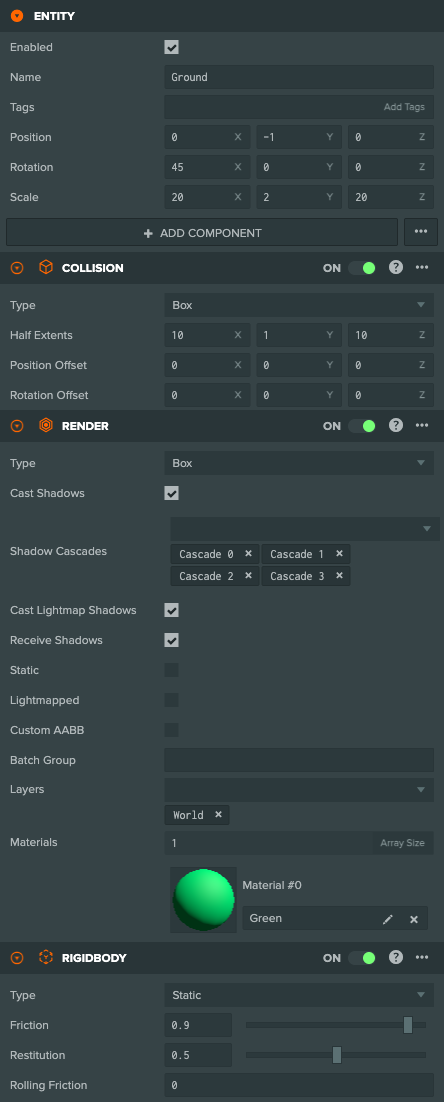 ENTITY
Enabled
Name Ground
Tags Add Tags
Position 0 X -1 Y 0 Z
Rotation 45 X 0 Y 0 Z
Scale 20 X 2 Y 20 Z
+ ADD COMPONENT ...
COLLISION ON ? ...
Type Box
Half Extents 10 X 1 Y 10 Z
Position Offset 0 X 0 Y 0 Z
Rotation Offset 0 X 0 Y 0 Z
RENDER ON ? ...
Type Box
Cast Shadows
Shadow Cascades
Cascade 0 × Cascade 1 ×
Cascade 2 × Cascade 3 ×
Cast Lightmap Shadows
Receive Shadows
Static
Lightmapped
Custom AABB
Batch Group
Layers
World ×
Materials 1 Array Size
Material #0
Green ×
RIGIDBODY ON ? ...
Type Static
Friction 0.9
Restitution 0.5
Rolling Friction 0